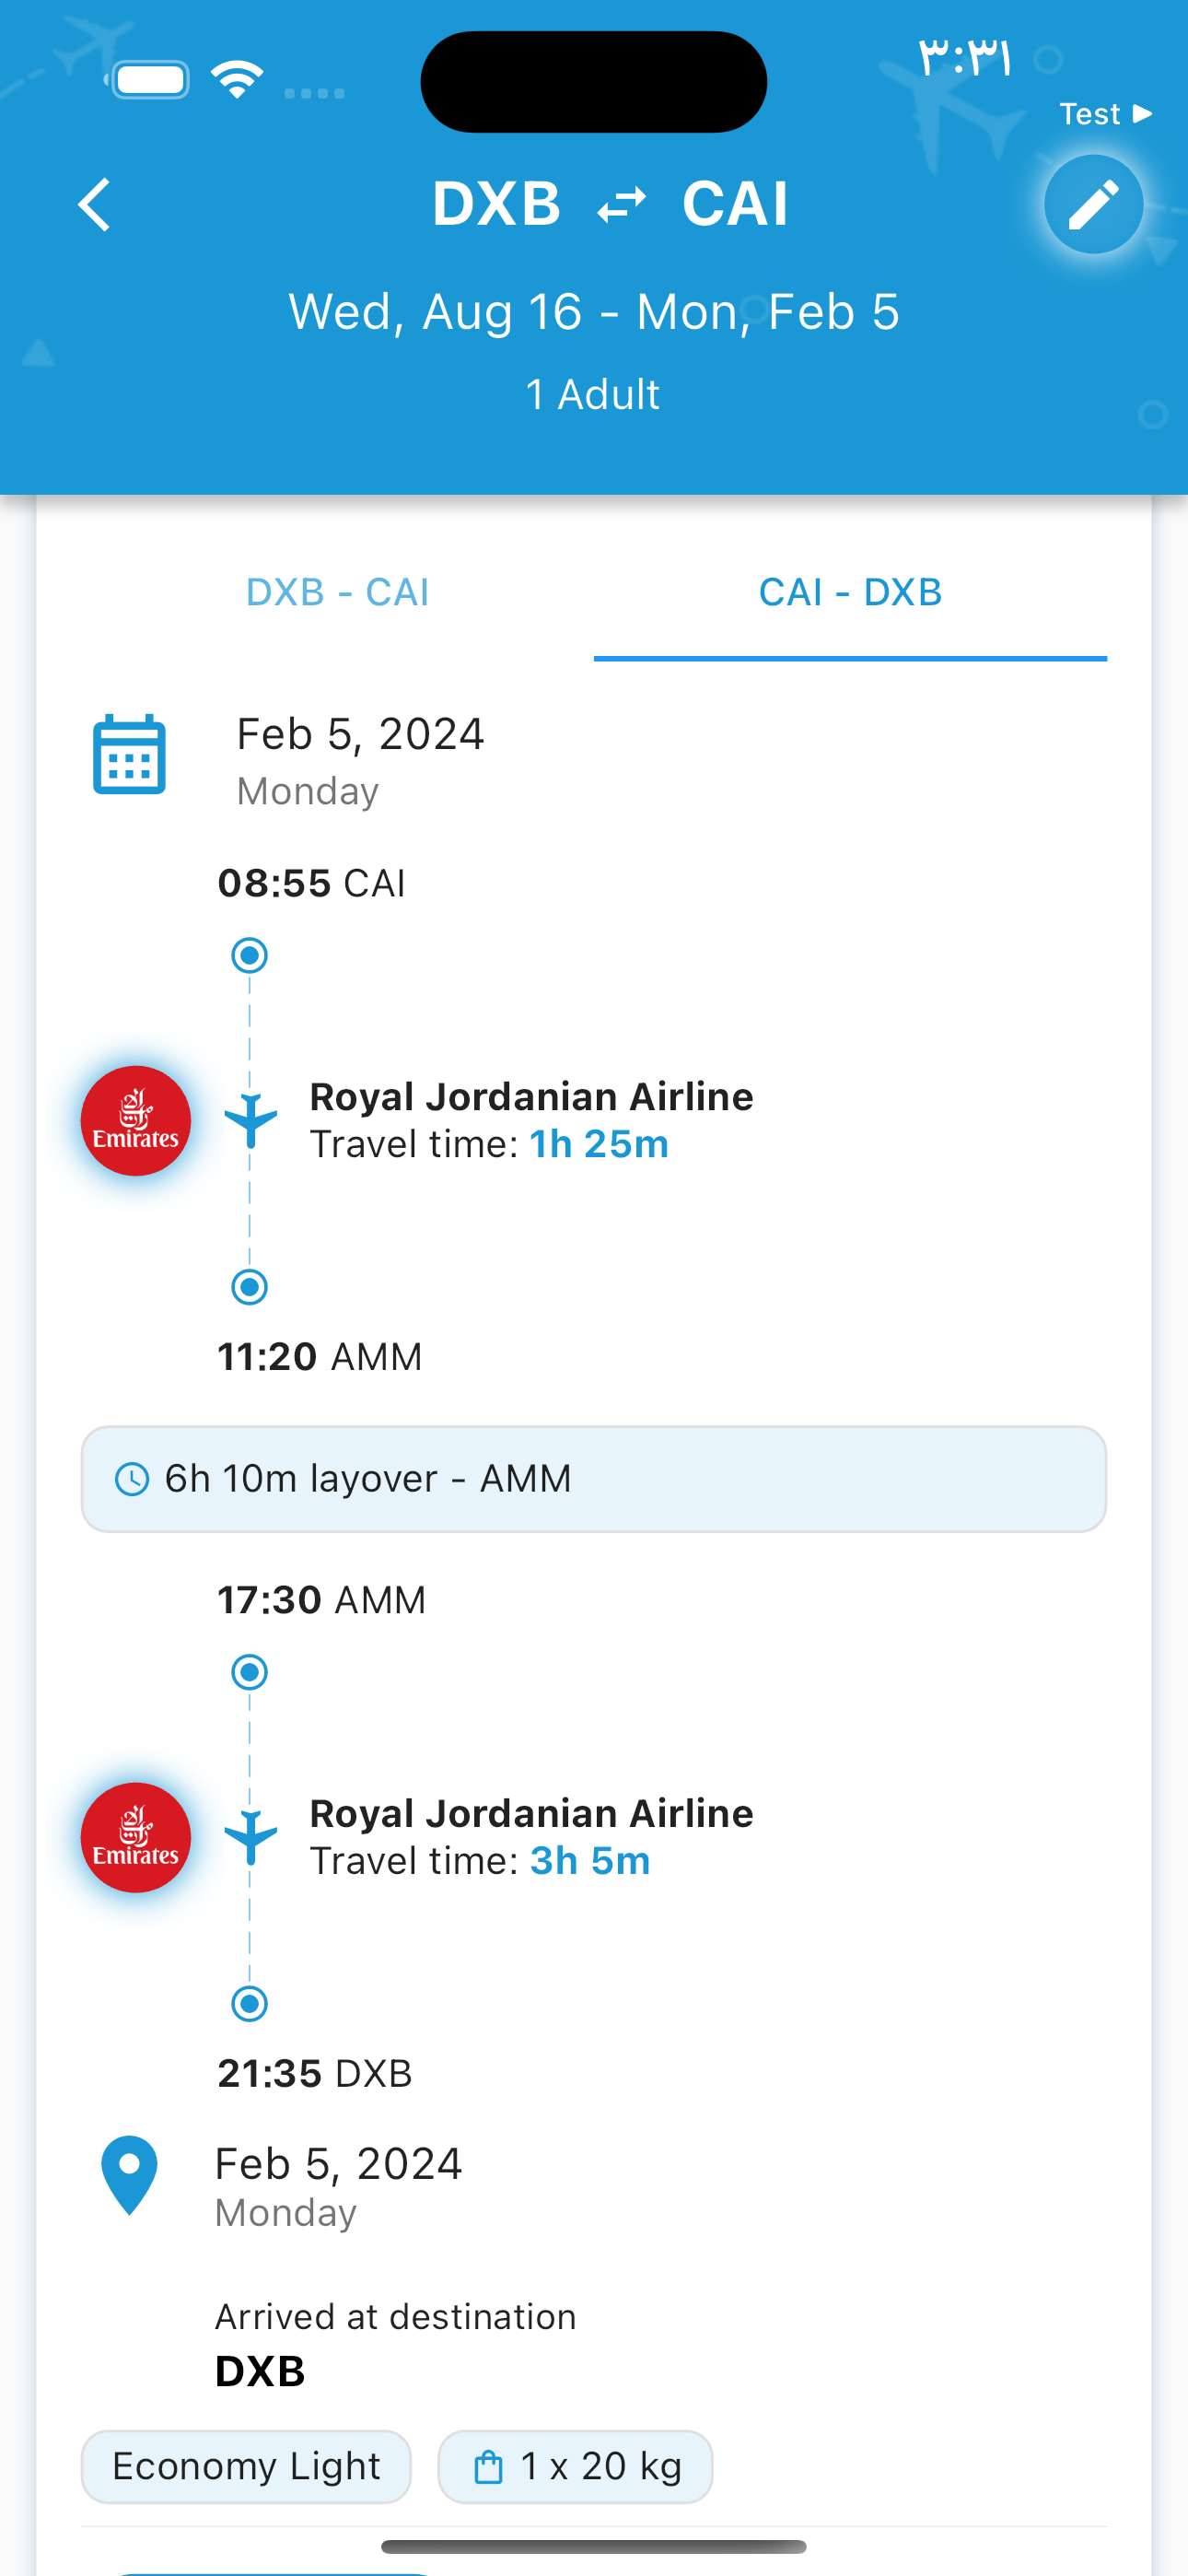 ٣:٣١
Test ▶
DXB ⇄ CAI
Wed, Aug 16 - Mon, Feb 5
1 Adult
DXB - CAI
CAI - DXB
Feb 5, 2024
Monday
08:55 CAI
Emirates
Royal Jordanian Airline
Travel time: 1h 25m
11:20 AMM
6h 10m layover - AMM
17:30 AMM
Emirates
Royal Jordanian Airline
Travel time: 3h 5m
21:35 DXB
Feb 5, 2024
Monday
Arrived at destination
DXB
Economy Light
1 x 20 kg